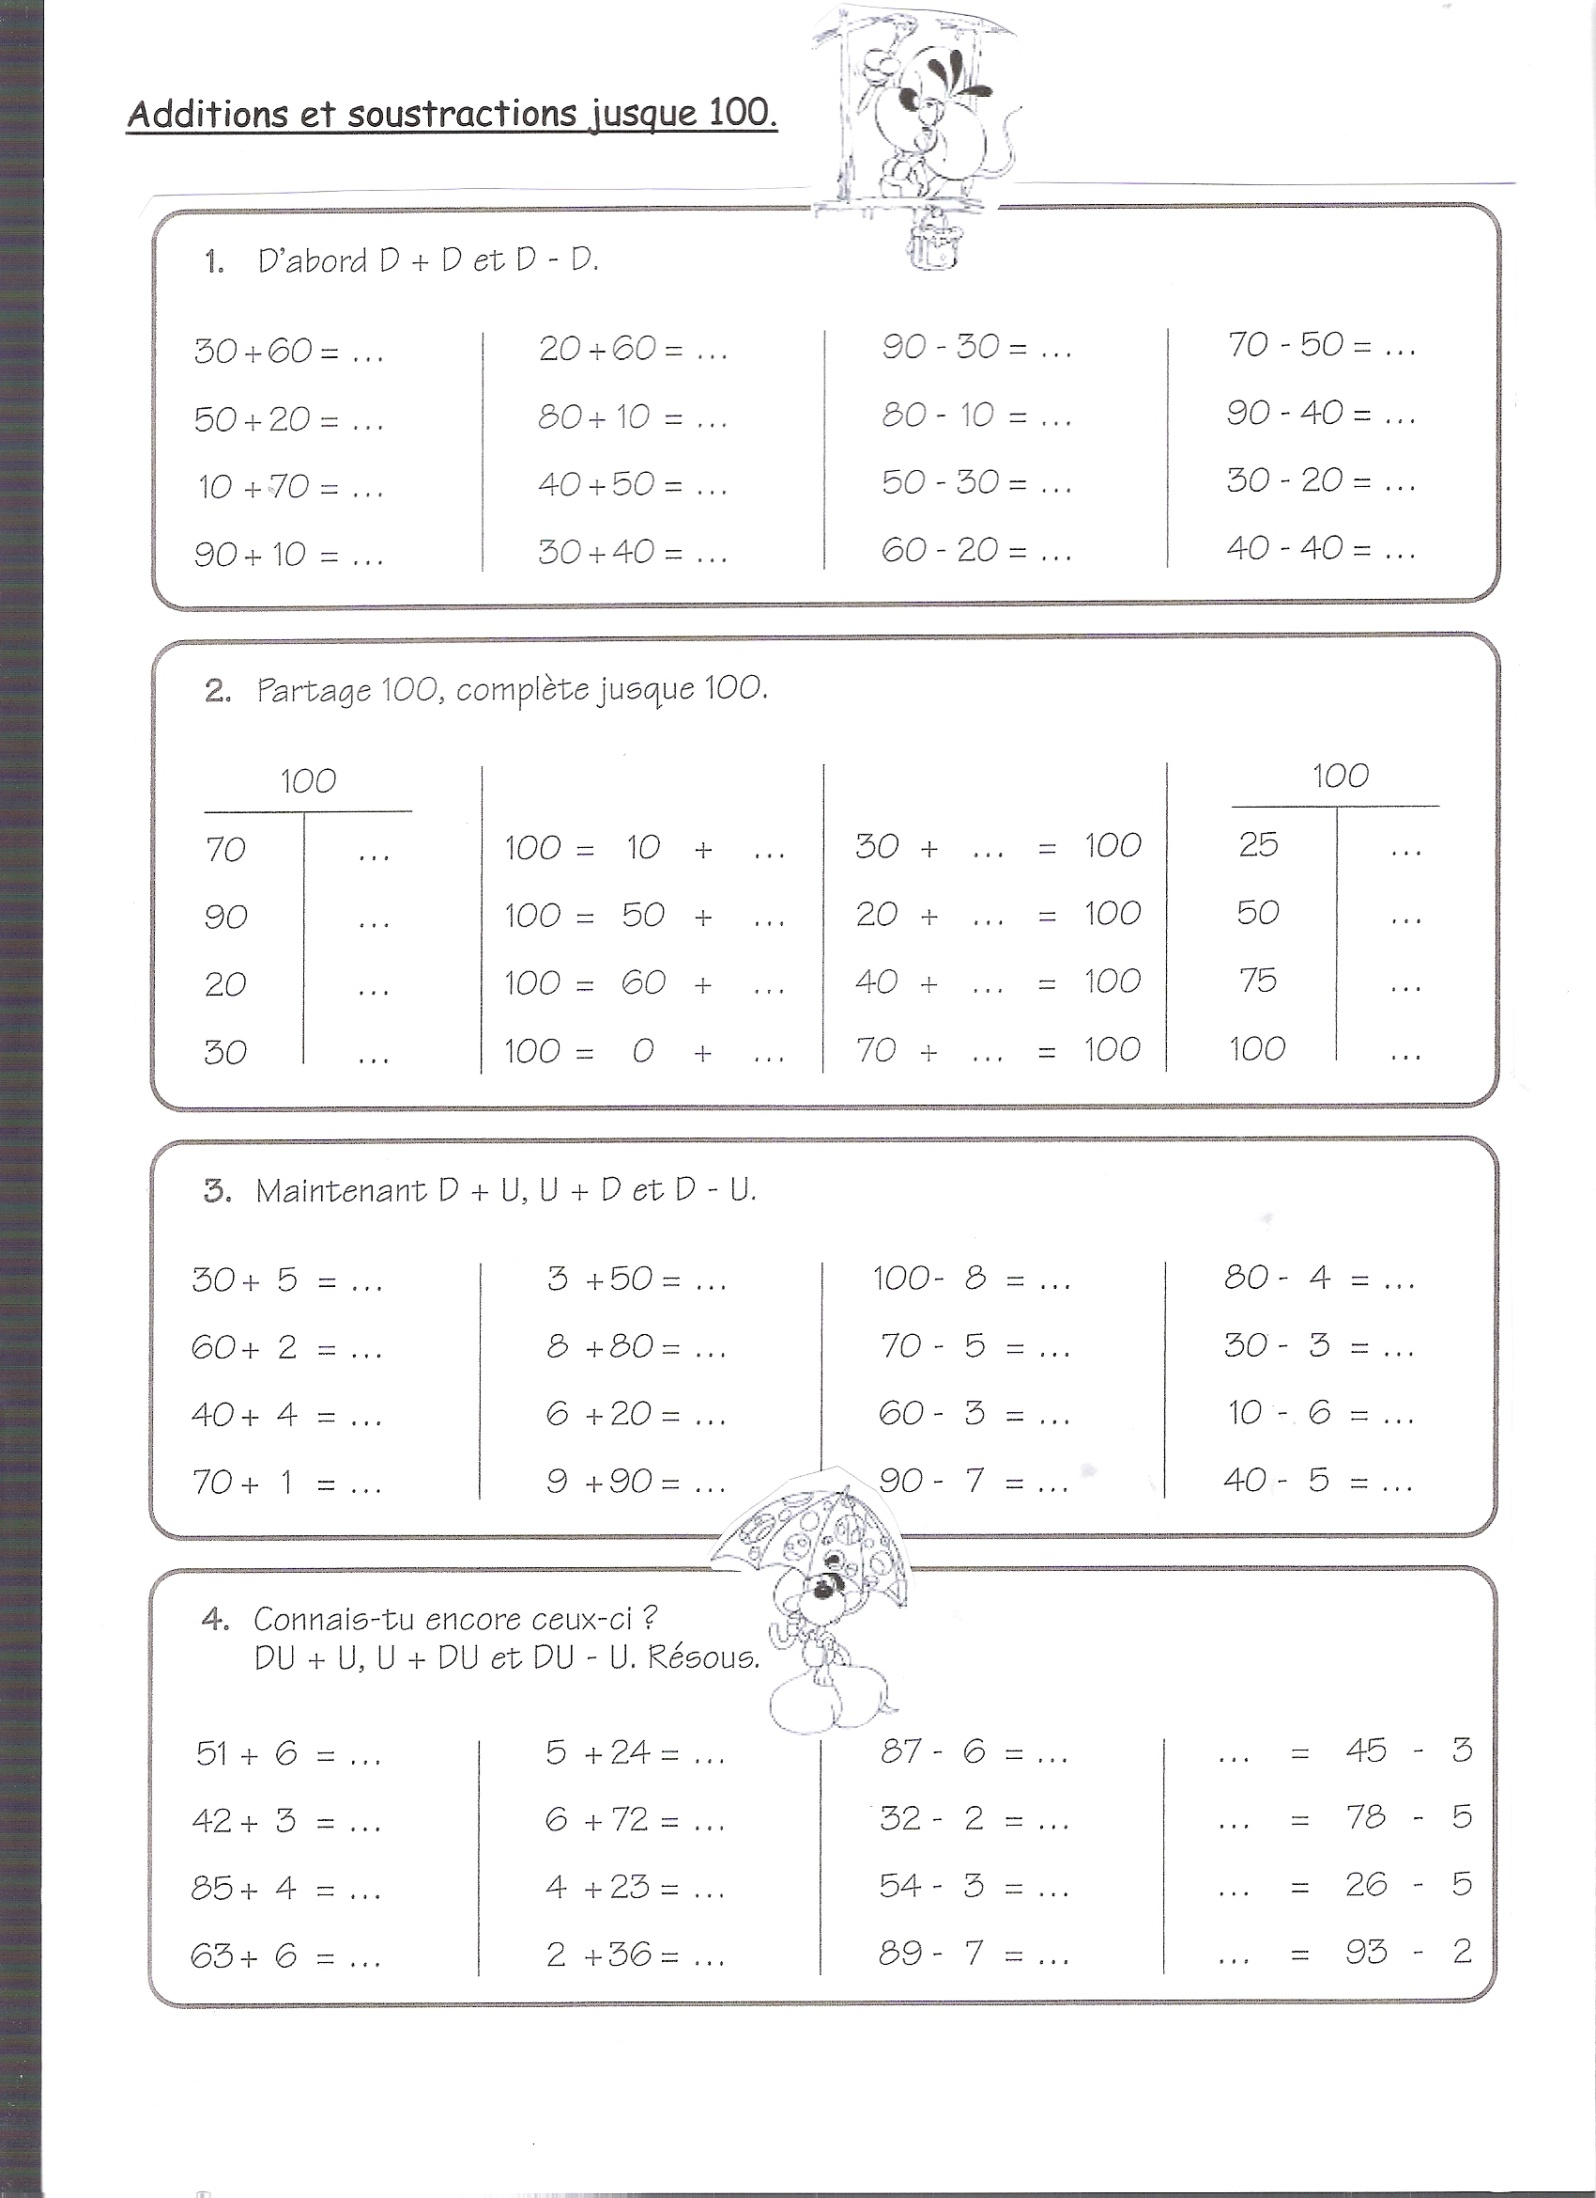 Additions et soustractions jusque 100.
1. D'abord D + D et D - D.
30 + 60 = ... 20 + 60 = ... 90 - 30 = ... 70 - 50 = ...
50 + 20 = ... 80 + 10 = ... 80 - 10 = ... 90 - 40 = ...
10 + 70 = ... 40 + 50 = ... 50 - 30 = ... 30 - 20 = ...
90 + 10 = ... 30 + 40 = ... 60 - 20 = ... 40 - 40 = ...
2. Partage 100, complète jusque 100.
100 100
70 ... 100 = 10 + ... 30 + ... = 100 25 ...
90 ... 100 = 50 + ... 20 + ... = 100 50 ...
20 ... 100 = 60 + ... 40 + ... = 100 75 ...
30 ... 100 = 0 + ... 70 + ... = 100 100 ...
3. Maintenant D + U, U + D et D - U.
30 + 5 = ... 3 + 50 = ... 100 - 8 = ... 80 - 4 = ...
60 + 2 = ... 8 + 80 = ... 70 - 5 = ... 30 - 3 = ...
40 + 4 = ... 6 + 20 = ... 60 - 3 = ... 10 - 6 = ...
70 + 1 = ... 9 + 90 = ... 90 - 7 = ... 40 - 5 = ...
4. Connais-tu encore ceux-ci ?
DU + U, U + DU et DU - U. Résous.
51 + 6 = ... 5 + 24 = ... 87 - 6 = ... ... = 45 - 3
42 + 3 = ... 6 + 72 = ... 32 - 2 = ... ... = 78 - 5
85 + 4 = ... 4 + 23 = ... 54 - 3 = ... ... = 26 - 5
63 + 6 = ... 2 + 36 = ... 89 - 7 = ... ... = 93 - 2